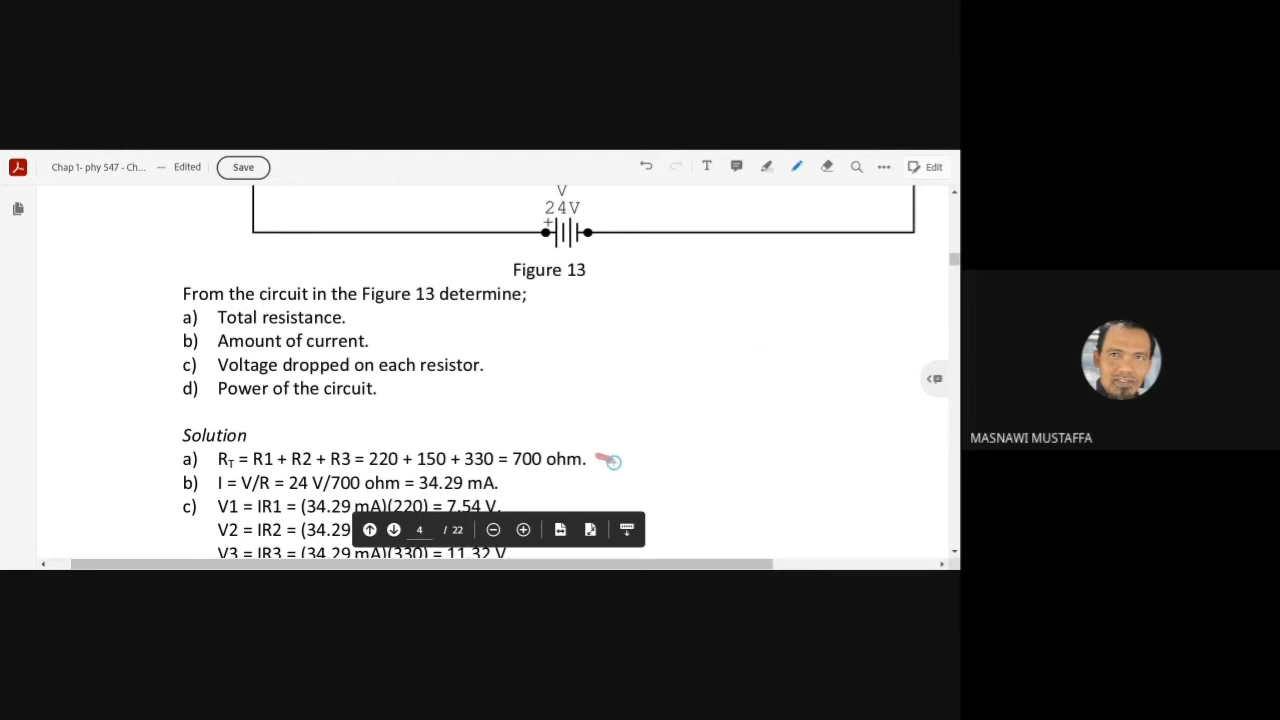 Chap 1- phy 547 - Ch... — Edited Save T ... Edit
V
24V
+
Figure 13
From the circuit in the Figure 13 determine;
a) Total resistance.
b) Amount of current.
c) Voltage dropped on each resistor.
d) Power of the circuit.
Solution
a) RT = R1 + R2 + R3 = 220 + 150 + 330 = 700 ohm.
b) I = V/R = 24 V/700 ohm = 34.29 mA.
c) V1 = IR1 = (34.29 mA)(220) = 7.54 V.
V2 = IR2 = (34.29
V3 = IR3 = (34.29 mA)(330) = 11.32 V.
4 / 22
MASNAWI MUSTAFFA